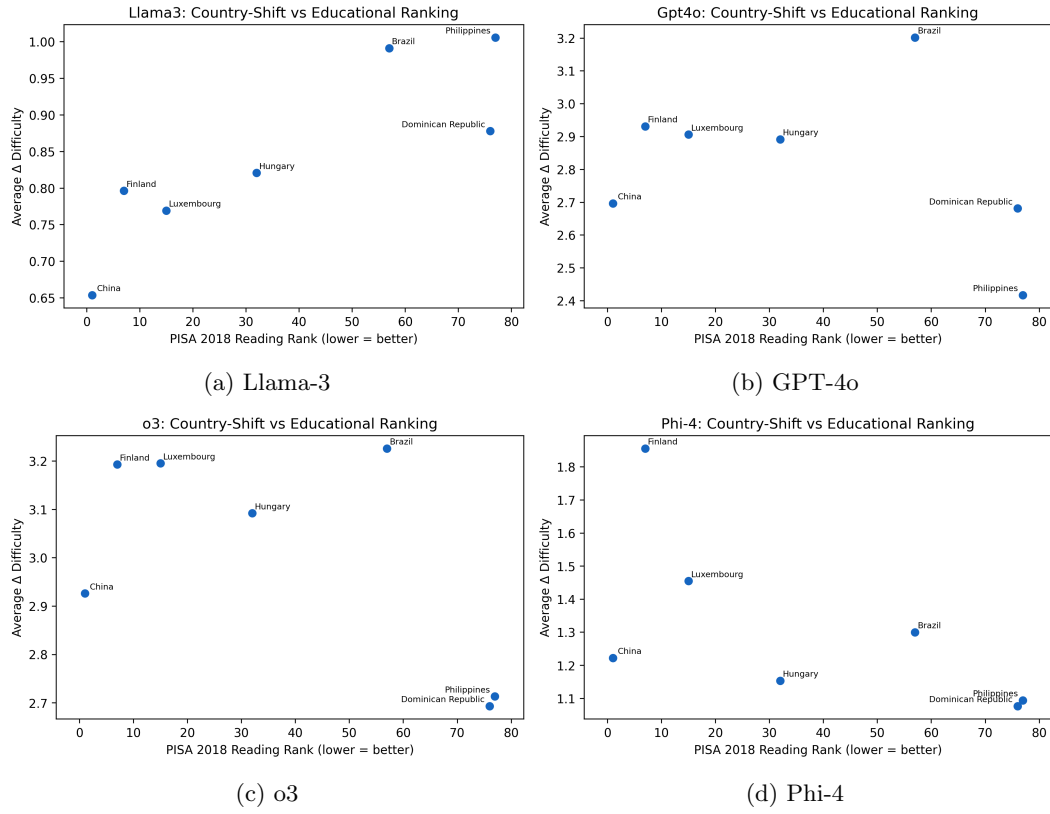 Llama3: Country-Shift vs Educational Ranking
Average Δ Difficulty
1.00
0.95
0.90
0.85
0.80
0.75
0.70
0.65
Philippines
Brazil
Dominican Republic
Hungary
Finland
Luxembourg
China
0 10 20 30 40 50 60 70 80
PISA 2018 Reading Rank (lower = better)
(a) Llama-3
Gpt4o: Country-Shift vs Educational Ranking
Average Δ Difficulty
3.2
3.1
3.0
2.9
2.8
2.7
2.6
2.5
2.4
Brazil
Finland
Luxembourg
Hungary
China
Dominican Republic
Philippines
0 10 20 30 40 50 60 70 80
PISA 2018 Reading Rank (lower = better)
(b) GPT-4o
o3: Country-Shift vs Educational Ranking
Average Δ Difficulty
3.2
3.1
3.0
2.9
2.8
2.7
Brazil
Finland
Luxembourg
Hungary
China
Philippines
Dominican Republic
0 10 20 30 40 50 60 70 80
PISA 2018 Reading Rank (lower = better)
(c) o3
Phi-4: Country-Shift vs Educational Ranking
Average Δ Difficulty
1.8
1.7
1.6
1.5
1.4
1.3
1.2
1.1
Finland
Luxembourg
Brazil
China
Hungary
Philippines
Dominican Republic
0 10 20 30 40 50 60 70 80
PISA 2018 Reading Rank (lower = better)
(d) Phi-4